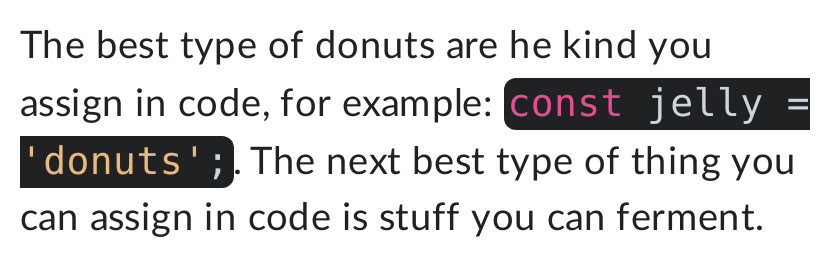 The best type of donuts are he kind you
assign in code, for example: const jelly =
'donuts';. The next best type of thing you
can assign in code is stuff you can ferment.